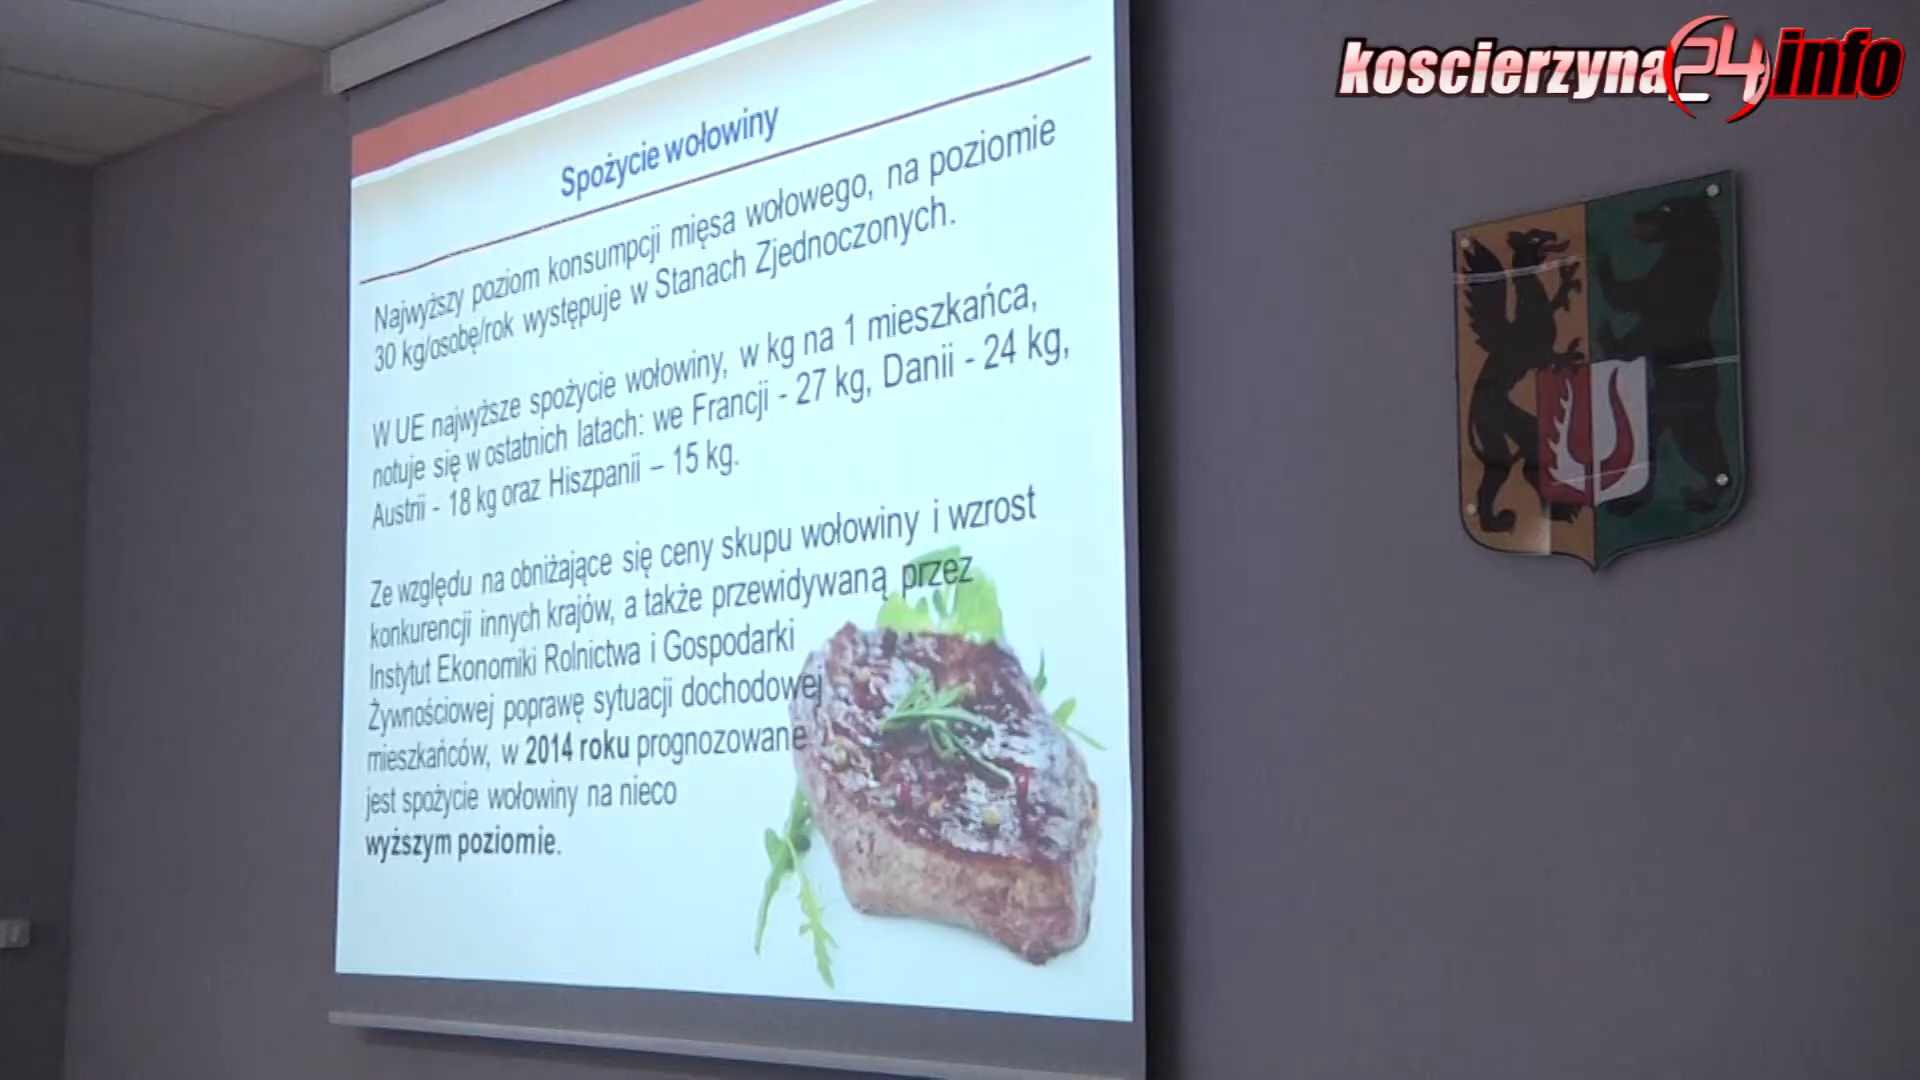 koscierzyna24info
Spożycie wołowiny
Najwyższy poziom konsumpcji mięsa wołowego, na poziomie
30 kg/osobę/rok występuje w Stanach Zjednoczonych.
W UE najwyższe spożycie wołowiny, w kg na 1 mieszkańca,
notuje się w ostatnich latach: we Francji - 27 kg, Danii - 24 kg,
Austrii - 18 kg oraz Hiszpanii – 15 kg.
Ze względu na obniżające się ceny skupu wołowiny i wzrost
konkurencji innych krajów, a także przewidywaną przez
Instytut Ekonomiki Rolnictwa i Gospodarki
Żywnościowej poprawę sytuacji dochodowej
mieszkańców, w 2014 roku prognozowane
jest spożycie wołowiny na nieco
wyższym poziomie.